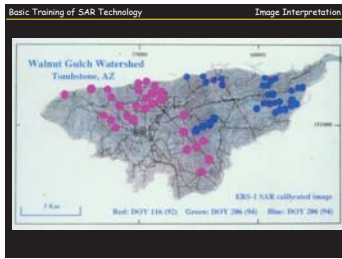 Basic Training of SAR Technology
Image Interpretation
Walnut Gulch Watershed
Tombstone, AZ
ERS-1 SAR calibrated image
5 Km
Red: DOY 116 (92) Green: DOY 206 (94) Blue: DOY 206 (94)